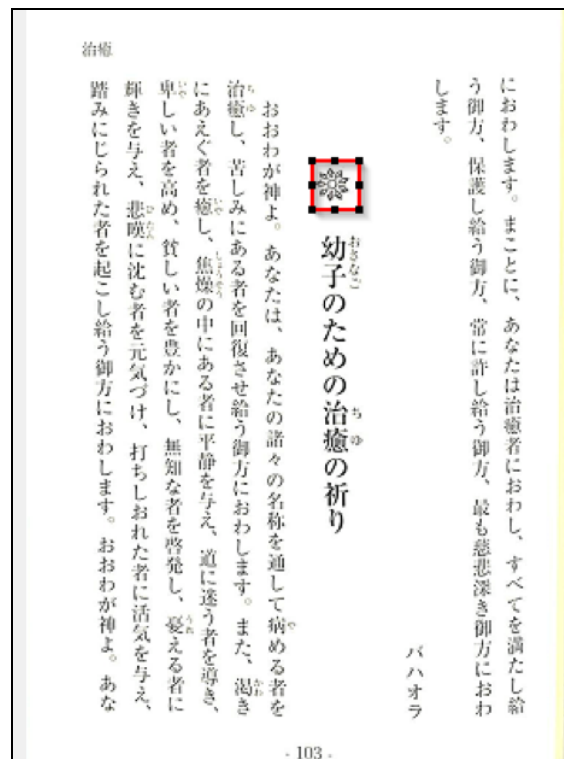 治癒
におわします。まことに、あなたは治癒者におわし、すべてを満たし給
う御方、保護し給う御方、常に許し給う御方、最も慈悲深き御方におわ
します。
バハオラ
幼子のための治癒の祈り
おおわが神よ。あなたは、あなたの諸々の名称を通して病める者を
治癒し、苦しみにある者を回復させ給う御方におわします。また、渇き
にあえぐ者を癒し、焦燥の中にある者に平静を与え、道に迷う者を導き、
卑しい者を高め、貧しい者を豊かにし、無知な者を啓発し、憂える者に
輝きを与え、悲嘆に沈む者を元気づけ、打ちしおれた者に活気を与え、
踏みにじられた者を起こし給う御方におわします。おおわが神よ。あな
- 103 -